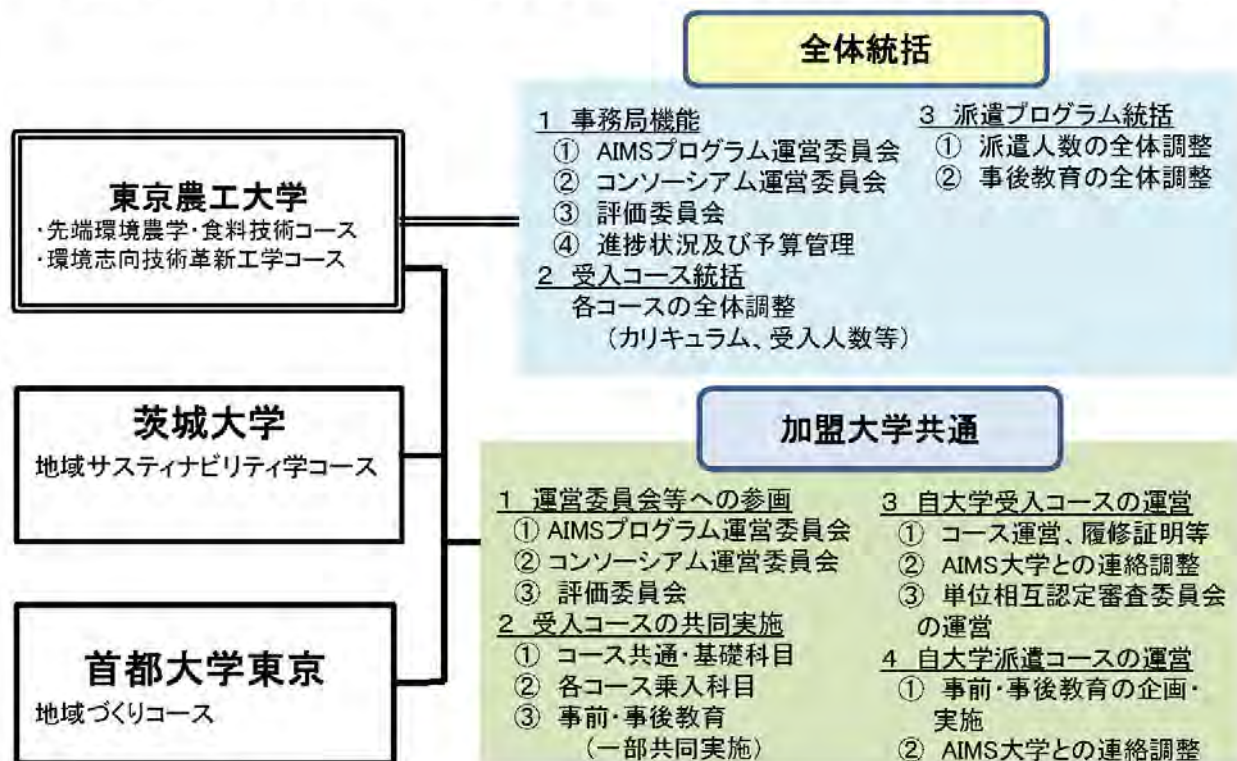 東京農工大学
・先端環境農学・食料技術コース
・環境志向技術革新工学コース
茨城大学
地域サスティナビリティ学コース
首都大学東京
地域づくりコース
全体統括
1 事務局機能
① AIMSプログラム運営委員会
② コンソーシアム運営委員会
③ 評価委員会
④ 進捗状況及び予算管理
2 受入コース統括
各コースの全体調整
(カリキュラム、受入人数等)
3 派遣プログラム統括
① 派遣人数の全体調整
② 事後教育の全体調整
加盟大学共通
1 運営委員会等への参画
① AIMSプログラム運営委員会
② コンソーシアム運営委員会
③ 評価委員会
2 受入コースの共同実施
① コース共通・基礎科目
② 各コース乗入科目
③ 事前・事後教育
(一部共同実施)
3 自大学受入コースの運営
① コース運営、履修証明等
② AIMS大学との連絡調整
③ 単位相互認定審査委員会
の運営
4 自大学派遣コースの運営
① 事前・事後教育の企画・
実施
② AIMS大学との連絡調整